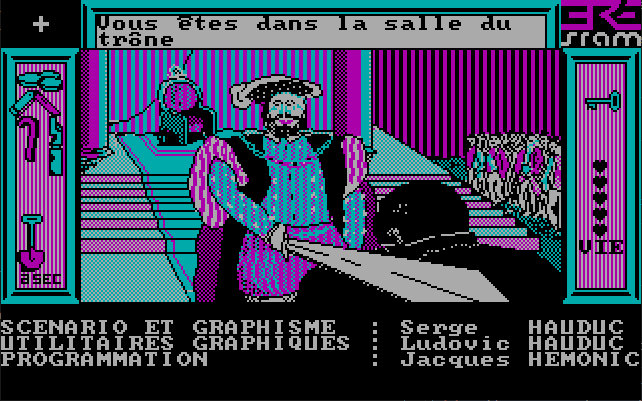 Vous êtes dans la salle du
trône
ERE
sram
VIE
SCENARIO ET GRAPHISME : Serge HAUDUC
UTILITAIRES GRAPHIQUES : Ludovic HAUDUC
PROGRAMMATION : Jacques HEMONIC